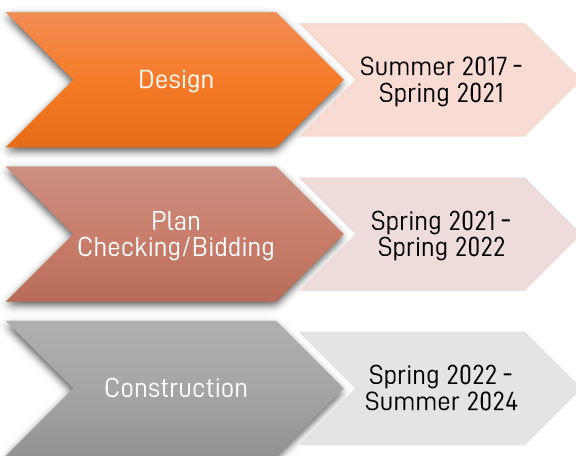 Design
Summer 2017 -
Spring 2021
Plan
Checking/Bidding
Spring 2021 -
Spring 2022
Construction
Spring 2022 -
Summer 2024